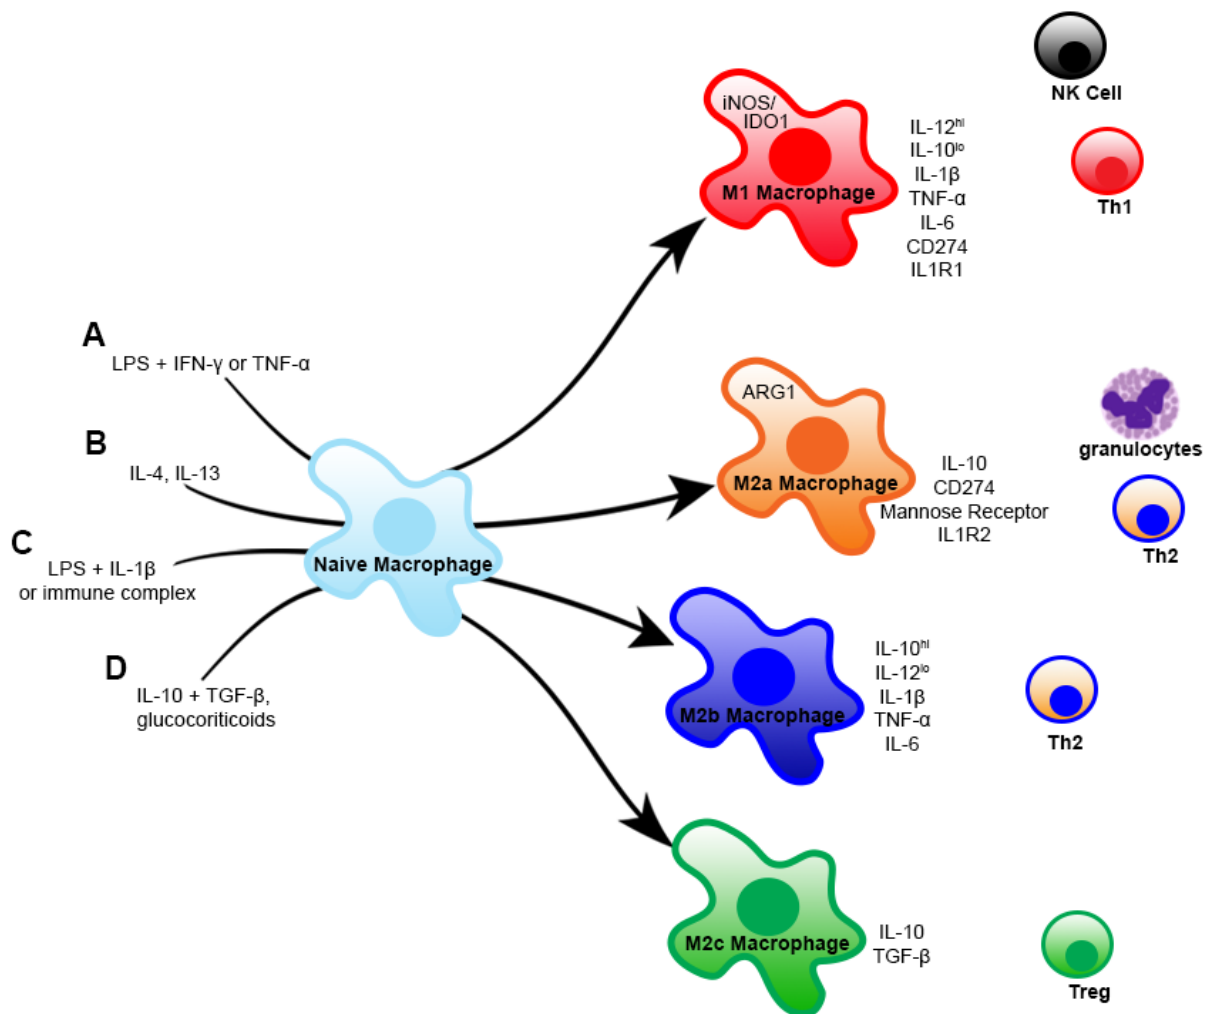 NK Cell
iNOS/
IDO1
M1 Macrophage
IL-12ʰⁱ
IL-10ˡᵒ
IL-1β
TNF-α
IL-6
CD274
IL1R1
Th1
A
LPS + IFN-γ or TNF-α
B
IL-4, IL-13
C
LPS + IL-1β
or immune complex
D
IL-10 + TGF-β,
glucocoriticoids
Naive Macrophage
ARG1
M2a Macrophage
IL-10
CD274
Mannose Receptor
IL1R2
granulocytes
Th2
M2b Macrophage
IL-10ʰⁱ
IL-12ˡᵒ
IL-1β
TNF-α
IL-6
Th2
M2c Macrophage
IL-10
TGF-β
Treg